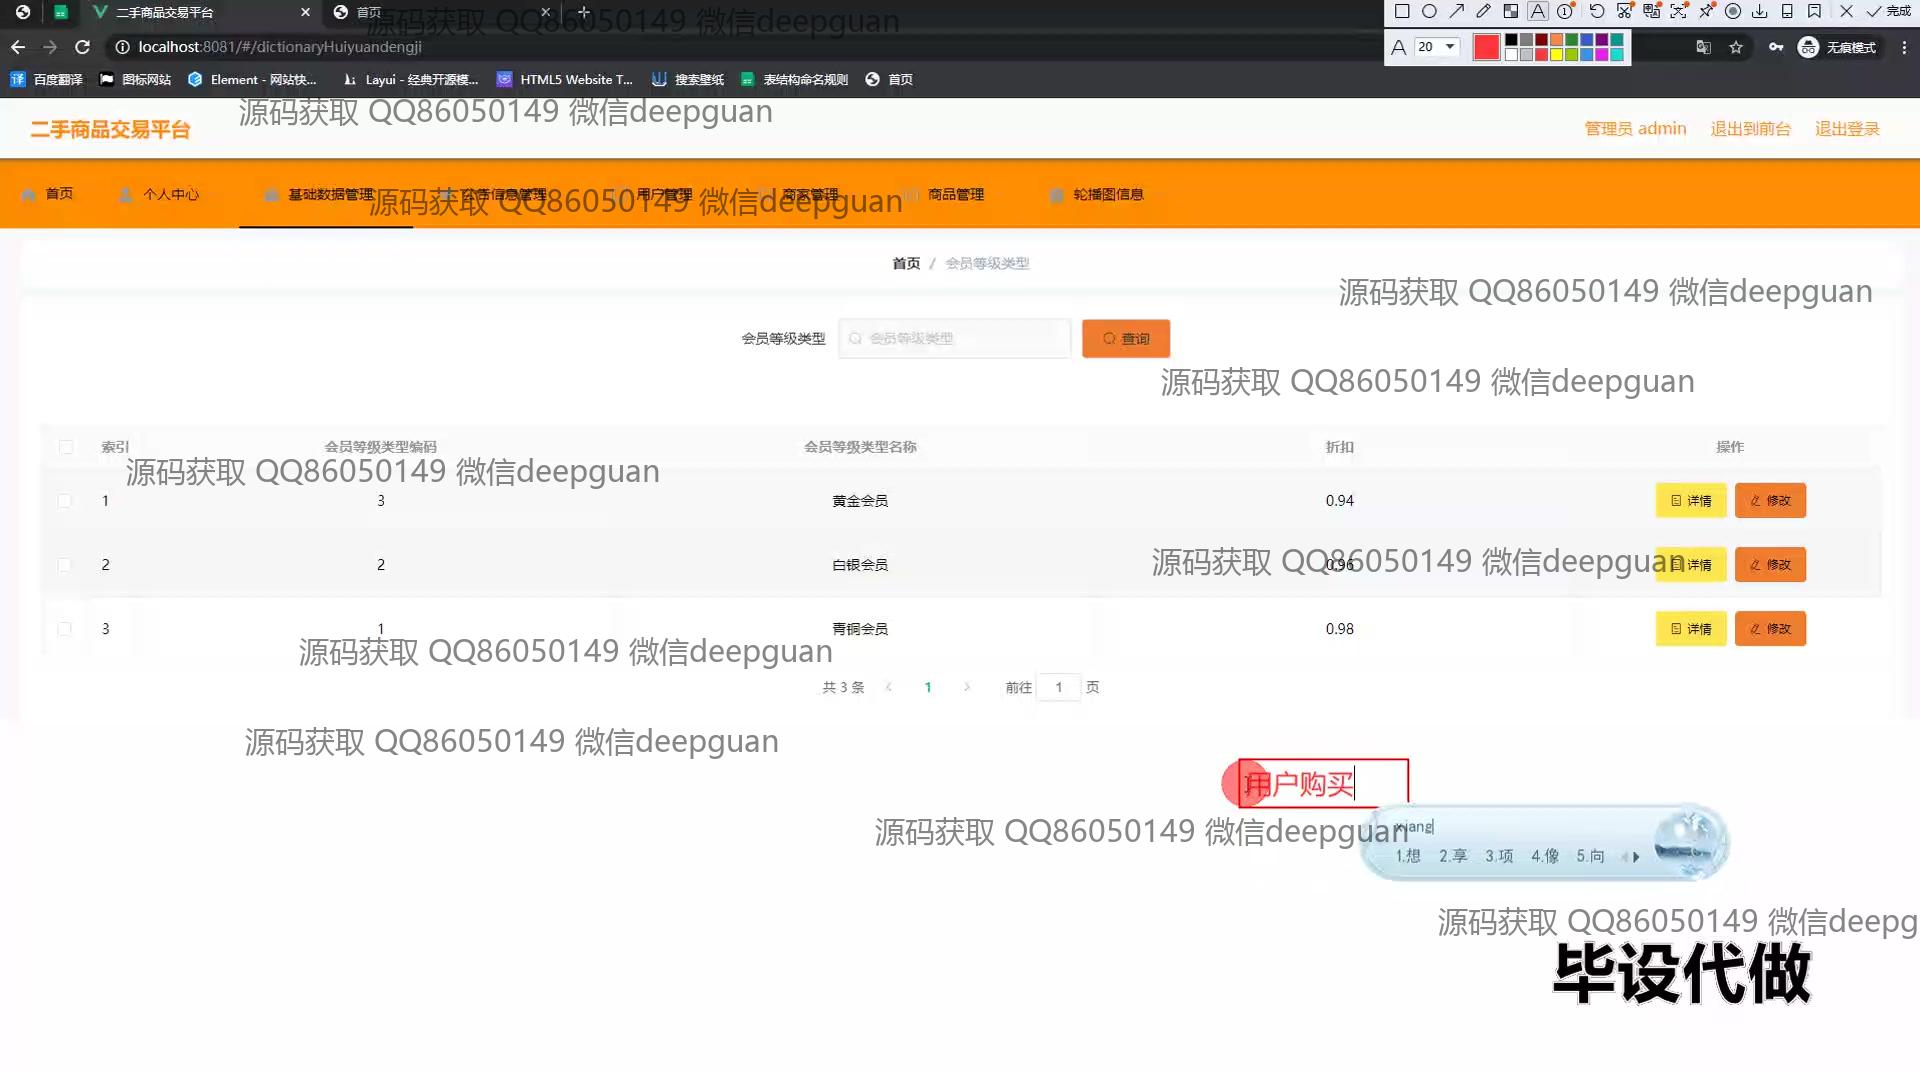 二手商品交易平台
首页
源码获取 QQ86050149 微信deepguan
完成
localhost:8081/#/dictionaryHuiyuandengji
A 20
无痕模式
百度翻译 图标网站 Element - 网站快... Layui - 经典开源模... HTML5 Website T... 搜索壁纸 表结构命名规则 首页
源码获取 QQ86050149 微信deepguan
二手商品交易平台
管理员 admin 退出到前台 退出登录
首页 个人中心 基础数据管理 公告信息管理 用户管理 商家管理 商品管理 轮播图信息
源码获取 QQ86050149 微信deepguan
首页 / 会员等级类型
源码获取 QQ86050149 微信deepguan
会员等级类型 会员等级类型 查询
源码获取 QQ86050149 微信deepguan
索引 会员等级类型编码 会员等级类型名称 折扣 操作
源码获取 QQ86050149 微信deepguan
1 3 黄金会员 0.94 详情 修改
2 2 白银会员 0.96 详情 修改
源码获取 QQ86050149 微信deepguan
3 1 青铜会员 0.98 详情 修改
源码获取 QQ86050149 微信deepguan
共 3 条 1 前往 1 页
源码获取 QQ86050149 微信deepguan
用户购买
源码获取 QQ86050149 微信deepguan
xiang
1.想 2.享 3.项 4.像 5.向
源码获取 QQ86050149 微信deepg
毕设代做